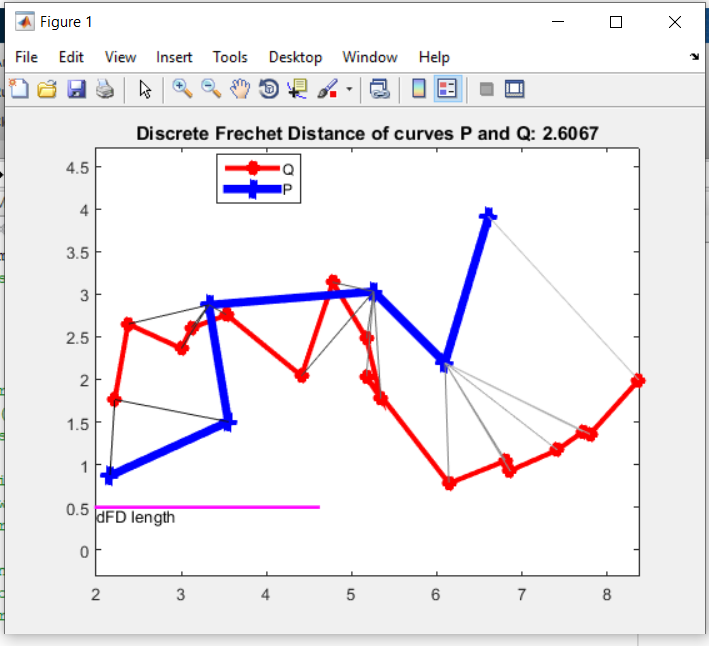 Figure 1
File Edit View Insert Tools Desktop Window Help
Discrete Frechet Distance of curves P and Q: 2.6067
Q
P
4.5
4
3.5
3
2.5
2
1.5
1
0.5
0
dFD length
2 3 4 5 6 7 8